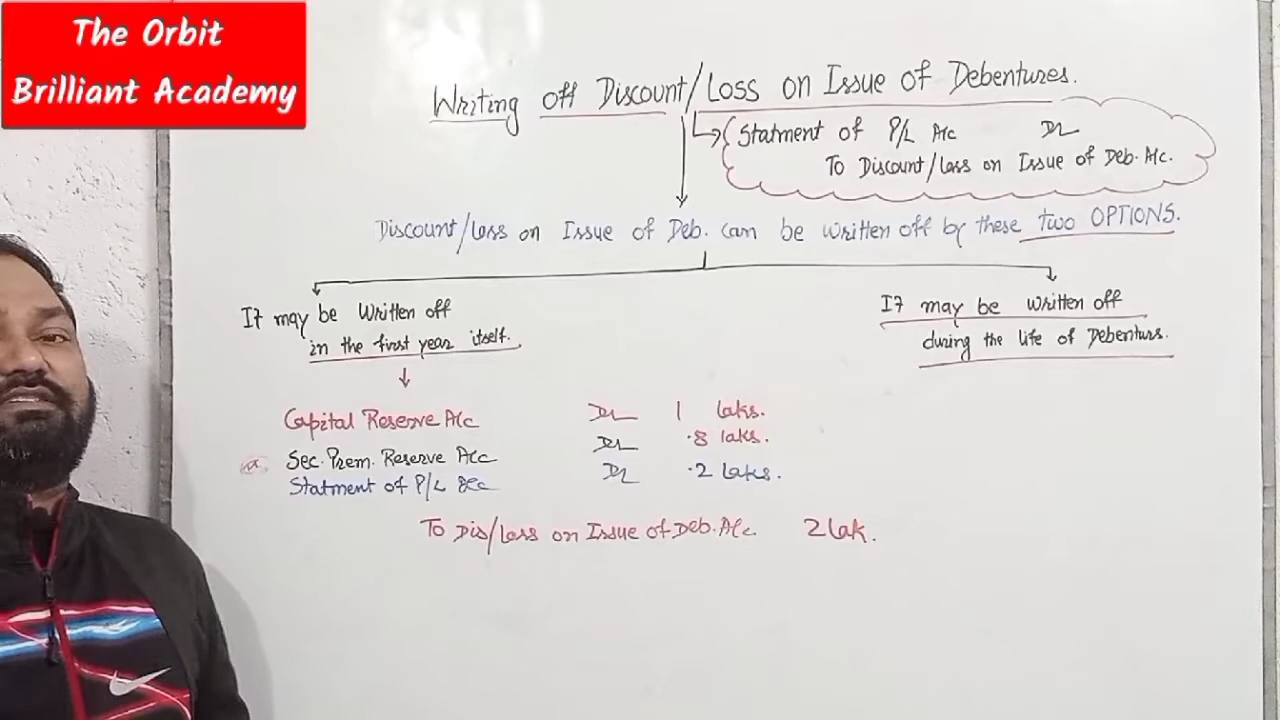 The Orbit
Brilliant Academy
Writing off Discount/Loss on Issue of Debentures.
Statment of P/L A/c Dr
To Discount/loss on Issue of Deb. A/c.
Discount/Loss on Issue of Deb. can be written off by these two OPTIONS.
It may be Written off
in the first year itself.
It may be written off
during the life of Debenturs.
Capital Reserve A/c Dr 1 laks.
Sec. Prem. Reserve A/c Dr .8 laks.
Statment of P/L Dr .2 laks.
To Dis/Loss on Issue of Deb. A/c. 2 lak.